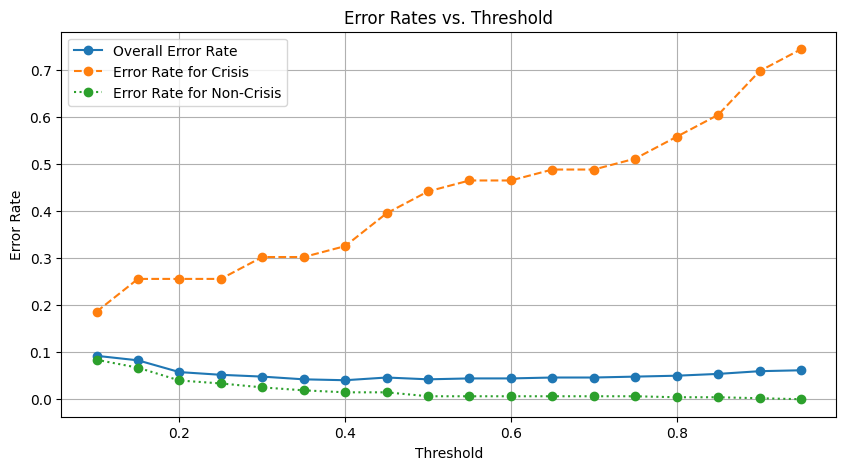 Error Rates vs. Threshold
Overall Error Rate
Error Rate for Crisis
Error Rate for Non-Crisis
Error Rate
0.7
0.6
0.5
0.4
0.3
0.2
0.1
0.0
0.2 0.4 0.6 0.8
Threshold